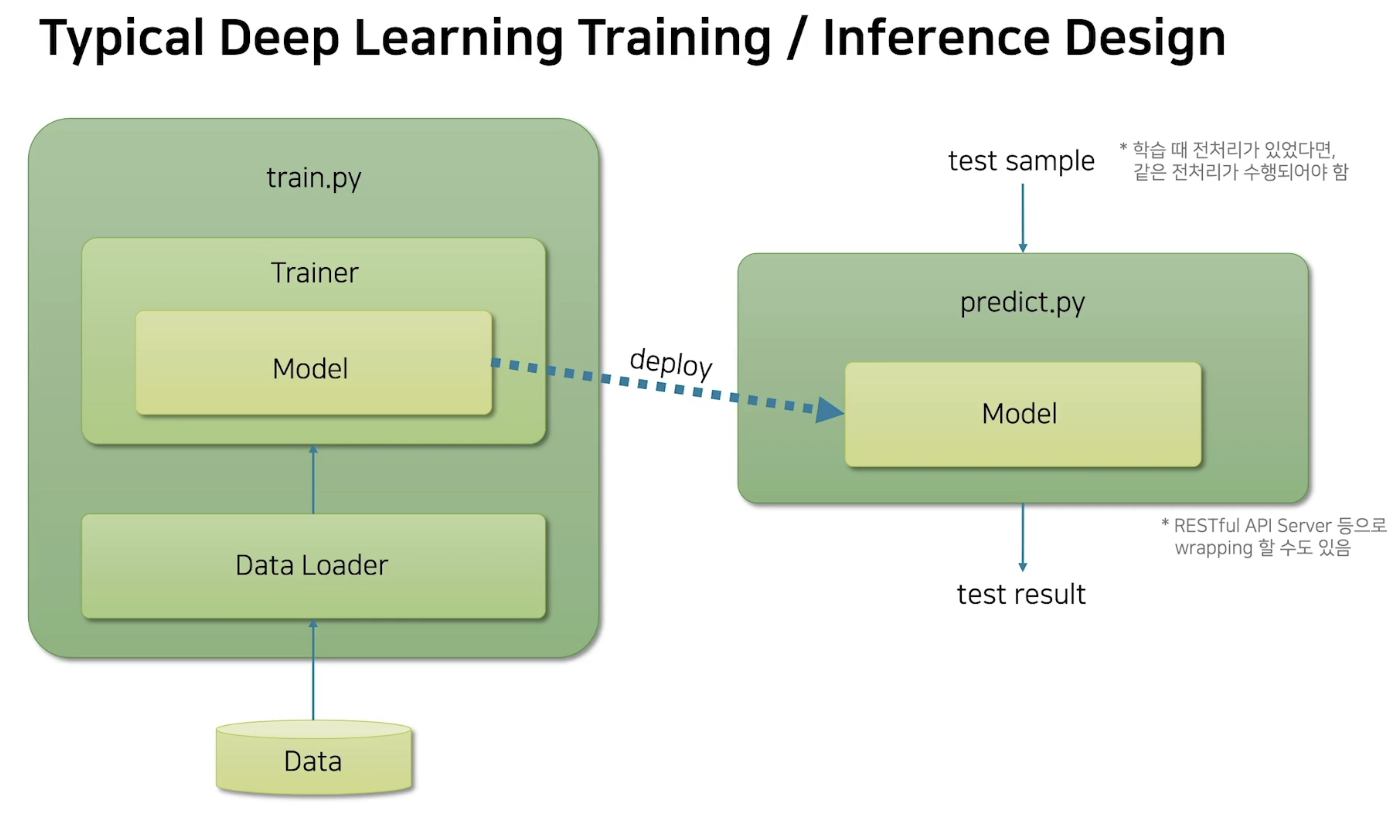 Typical Deep Learning Training / Inference Design
train.py
Trainer
Model
Data Loader
Data
deploy
test sample
* 학습 때 전처리가 있었다면,
같은 전처리가 수행되어야 함
predict.py
Model
* RESTful API Server 등으로
wrapping 할 수도 있음
test result